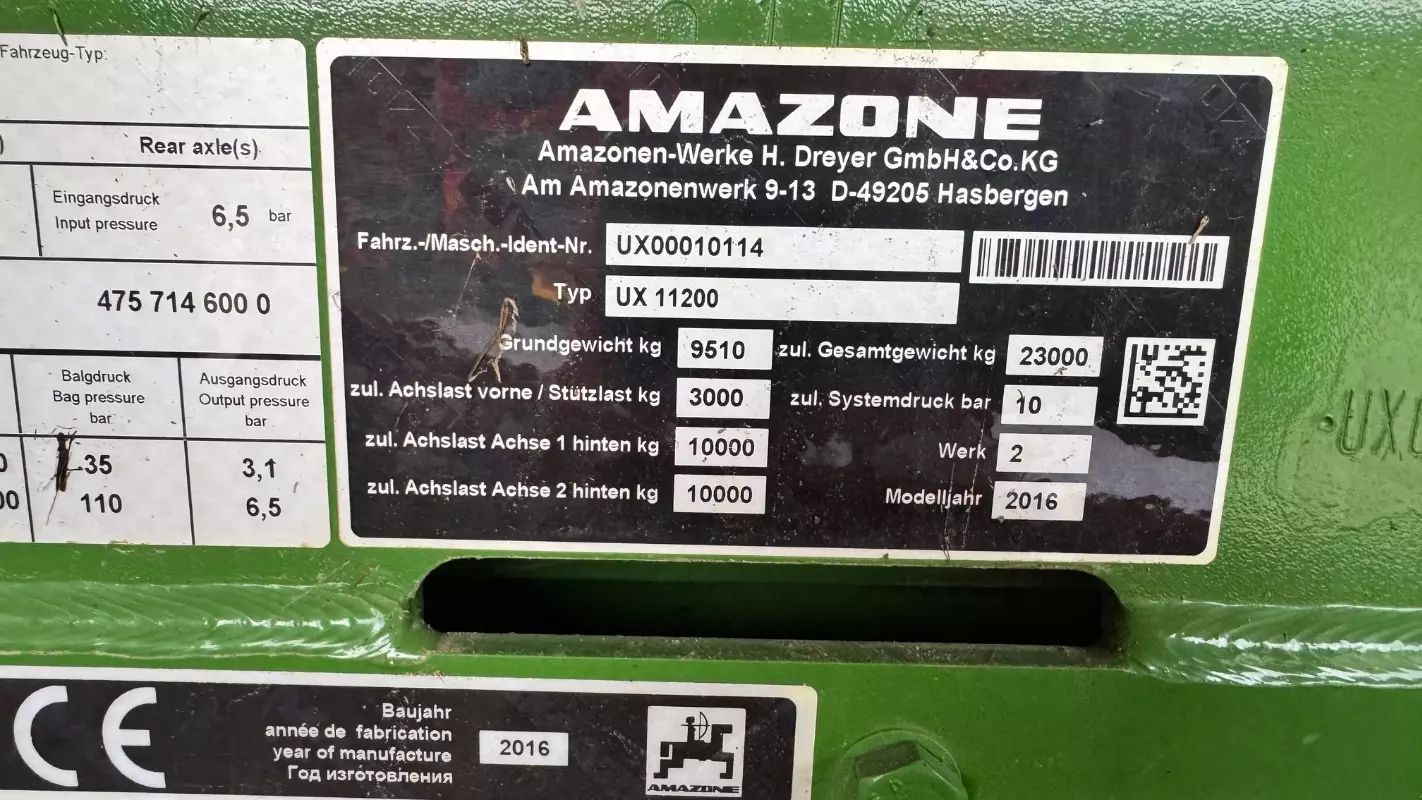 Fahrzeug-Typ:
)
Rear axle(s)
Eingangsdruck
Input pressure
6,5 bar
475 714 600 0
Balgdruck
Bag pressure
bar
Ausgangsdruck
Output pressure
bar
0 35 3,1
00 110 6,5
AMAZONE
Amazonen-Werke H. Dreyer GmbH&Co.KG
Am Amazonenwerk 9-13 D-49205 Hasbergen
Fahrz.-/Masch.-Ident-Nr. UX00010114
Typ UX 11200
Grundgewicht kg 9510 zul. Gesamtgewicht kg 23000
zul. Achslast vorne / Stützlast kg 3000 zul. Systemdruck bar 10
zul. Achslast Achse 1 hinten kg 10000 Werk 2
zul. Achslast Achse 2 hinten kg 10000 Modelljahr 2016
UX
CE
Baujahr
année de fabrication
year of manufacture
Год изготовления
2016
AMAZONE